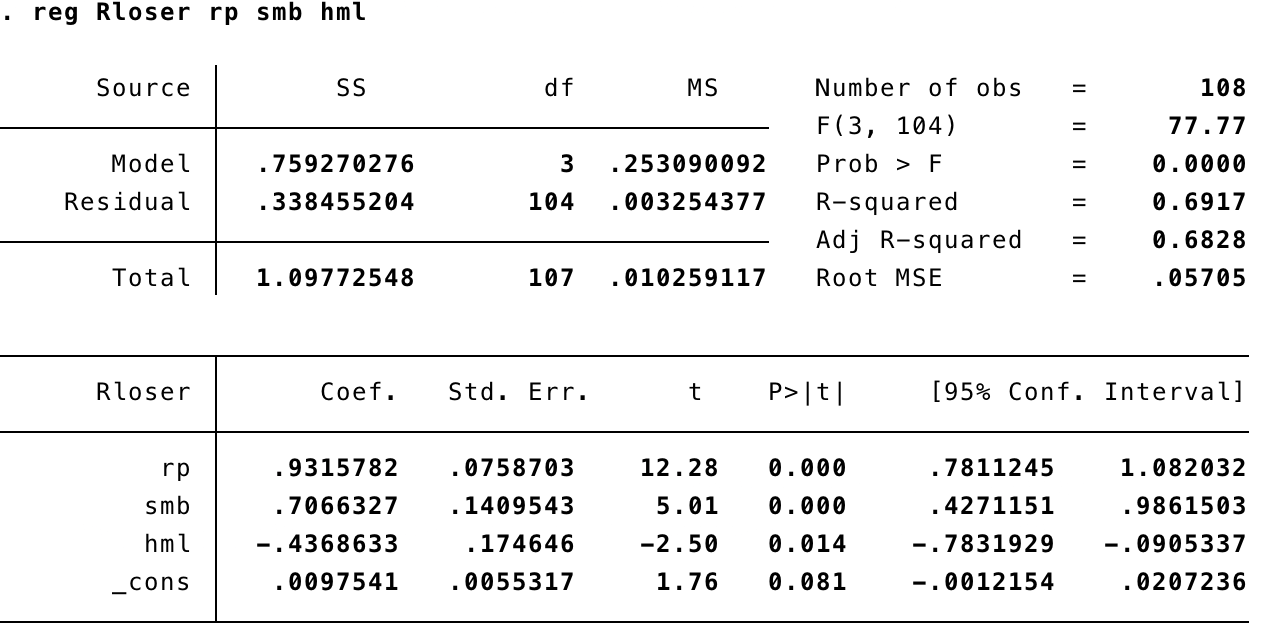 . reg Rloser rp smb hml
Source SS df MS Number of obs = 108
F(3, 104) = 77.77
Model .759270276 3 .253090092 Prob > F = 0.0000
Residual .338455204 104 .003254377 R-squared = 0.6917
Adj R-squared = 0.6828
Total 1.09772548 107 .010259117 Root MSE = .05705
Rloser Coef. Std. Err. t P>|t| [95% Conf. Interval]
rp .9315782 .0758703 12.28 0.000 .7811245 1.082032
smb .7066327 .1409543 5.01 0.000 .4271151 .9861503
hml -.4368633 .174646 -2.50 0.014 -.7831929 -.0905337
_cons .0097541 .0055317 1.76 0.081 -.0012154 .0207236